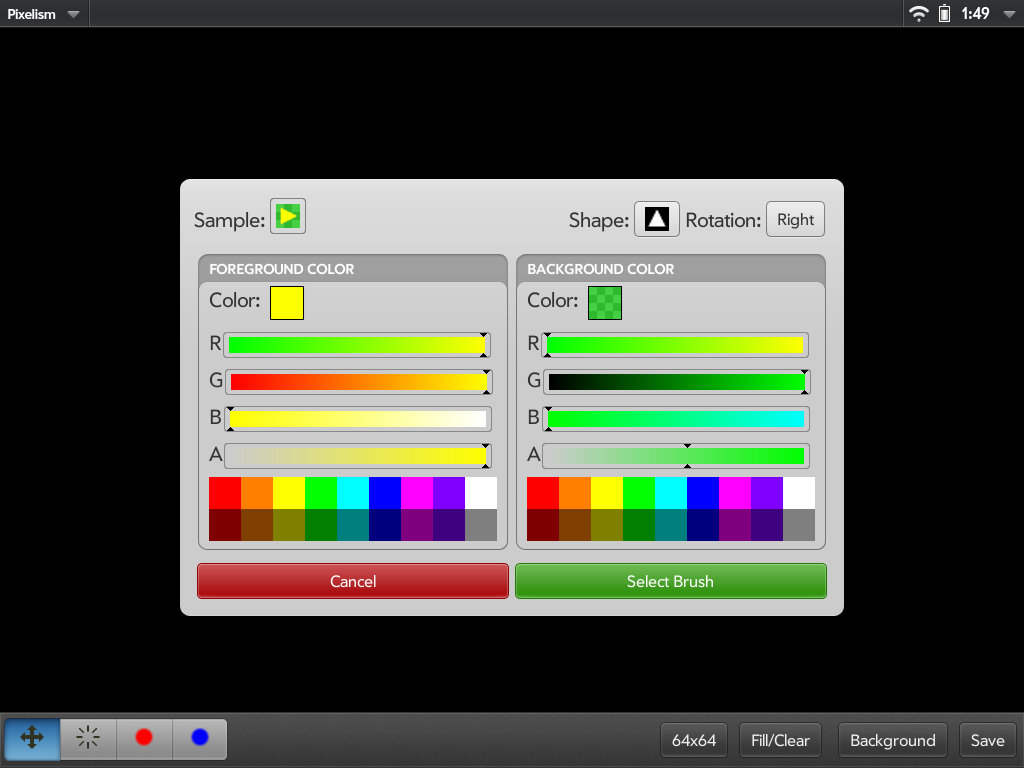 Pixelism
1:49
Sample:
Shape:
Rotation: Right
FOREGROUND COLOR
Color:
R
G
B
A
BACKGROUND COLOR
Color:
R
G
B
A
Cancel
Select Brush
64x64
Fill/Clear
Background
Save